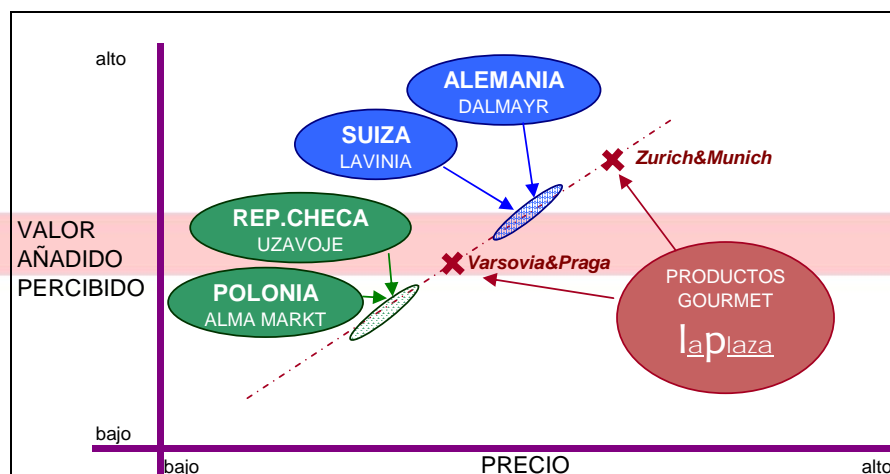 alto
ALEMANIA
DALMAYR
SUIZA
LAVINIA
Zurich&Munich
REP.CHECA
UZAVOJE
VALOR
AÑADIDO
PERCIBIDO
Varsovia&Praga
POLONIA
ALMA MARKT
PRODUCTOS
GOURMET
laplaza
bajo
bajo
PRECIO
alto